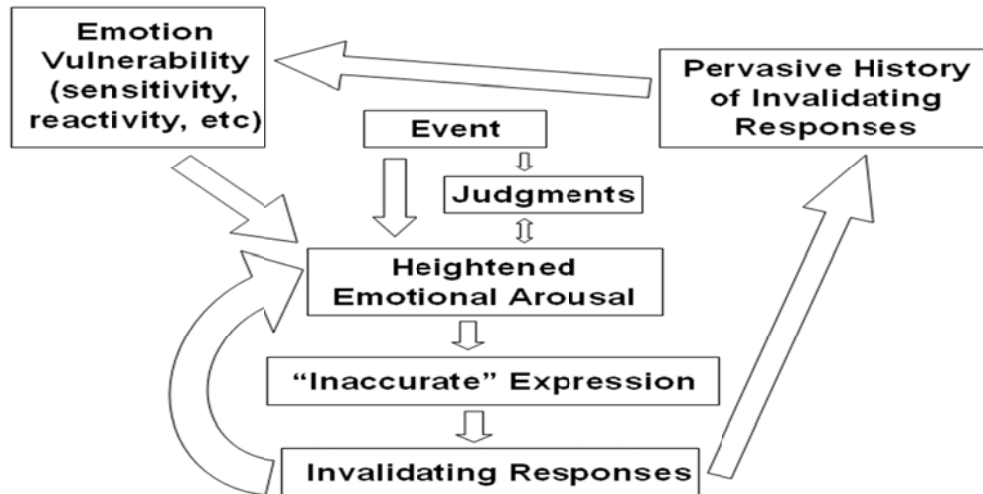 Emotion
Vulnerability
(sensitivity,
reactivity, etc)
Pervasive History
of Invalidating
Responses
Event
Judgments
Heightened
Emotional Arousal
“Inaccurate” Expression
Invalidating Responses